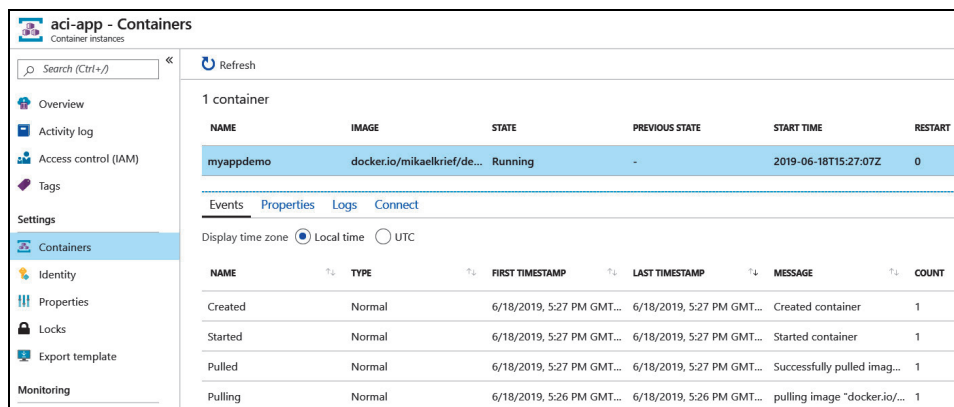 aci-app - Containers
Container instances
Search (Ctrl+/)
«
Overview
Activity log
Access control (IAM)
Tags
Settings
Containers
Identity
Properties
Locks
Export template
Monitoring
Refresh
1 container
NAME IMAGE STATE PREVIOUS STATE START TIME RESTART
myappdemo docker.io/mikaelkrief/de... Running - 2019-06-18T15:27:07Z 0
Events Properties Logs Connect
Display time zone Local time UTC
NAME TYPE FIRST TIMESTAMP LAST TIMESTAMP MESSAGE COUNT
Created Normal 6/18/2019, 5:27 PM GMT... 6/18/2019, 5:27 PM GMT... Created container 1
Started Normal 6/18/2019, 5:27 PM GMT... 6/18/2019, 5:27 PM GMT... Started container 1
Pulled Normal 6/18/2019, 5:27 PM GMT... 6/18/2019, 5:27 PM GMT... Successfully pulled imag... 1
Pulling Normal 6/18/2019, 5:26 PM GMT... 6/18/2019, 5:26 PM GMT... pulling image "docker.io/... 1